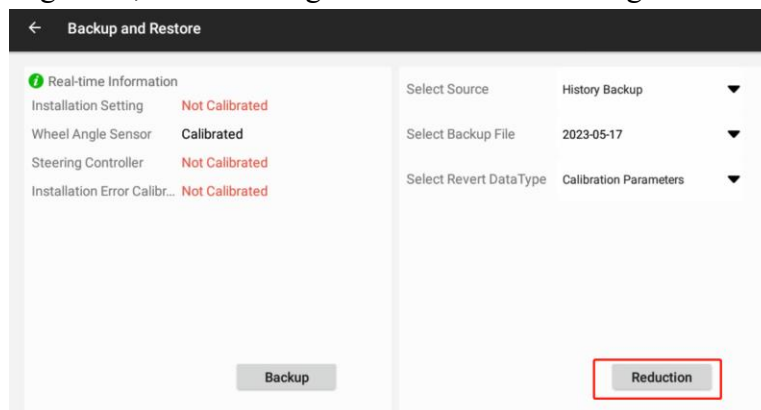 Backup and Restore
Real-time Information
Installation Setting Not Calibrated
Wheel Angle Sensor Calibrated
Steering Controller Not Calibrated
Installation Error Calibr... Not Calibrated
Backup
Select Source History Backup
Select Backup File 2023-05-17
Select Revert DataType Calibration Parameters
Reduction